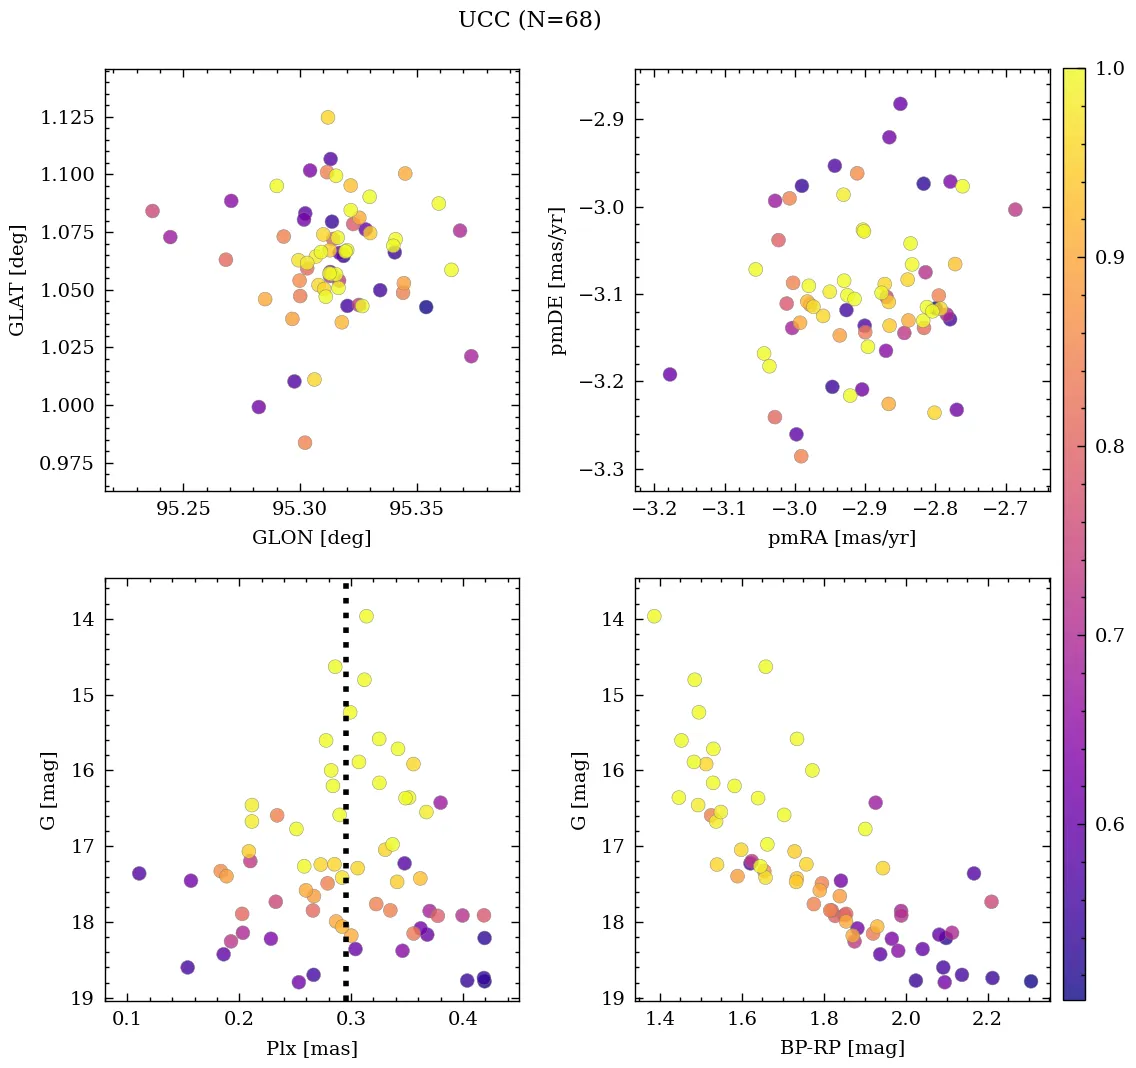 UCC (N=68)
1.125
1.100
1.075
1.050
1.025
1.000
0.975
GLAT [deg]
95.25 95.30 95.35
GLON [deg]
−2.9
−3.0
−3.1
−3.2
−3.3
pmDE [mas/yr]
−3.2 −3.1 −3.0 −2.9 −2.8 −2.7
pmRA [mas/yr]
14
15
16
17
18
19
G [mag]
0.1 0.2 0.3 0.4
Plx [mas]
14
15
16
17
18
19
G [mag]
1.4 1.6 1.8 2.0 2.2
BP-RP [mag]
1.0
0.9
0.8
0.7
0.6